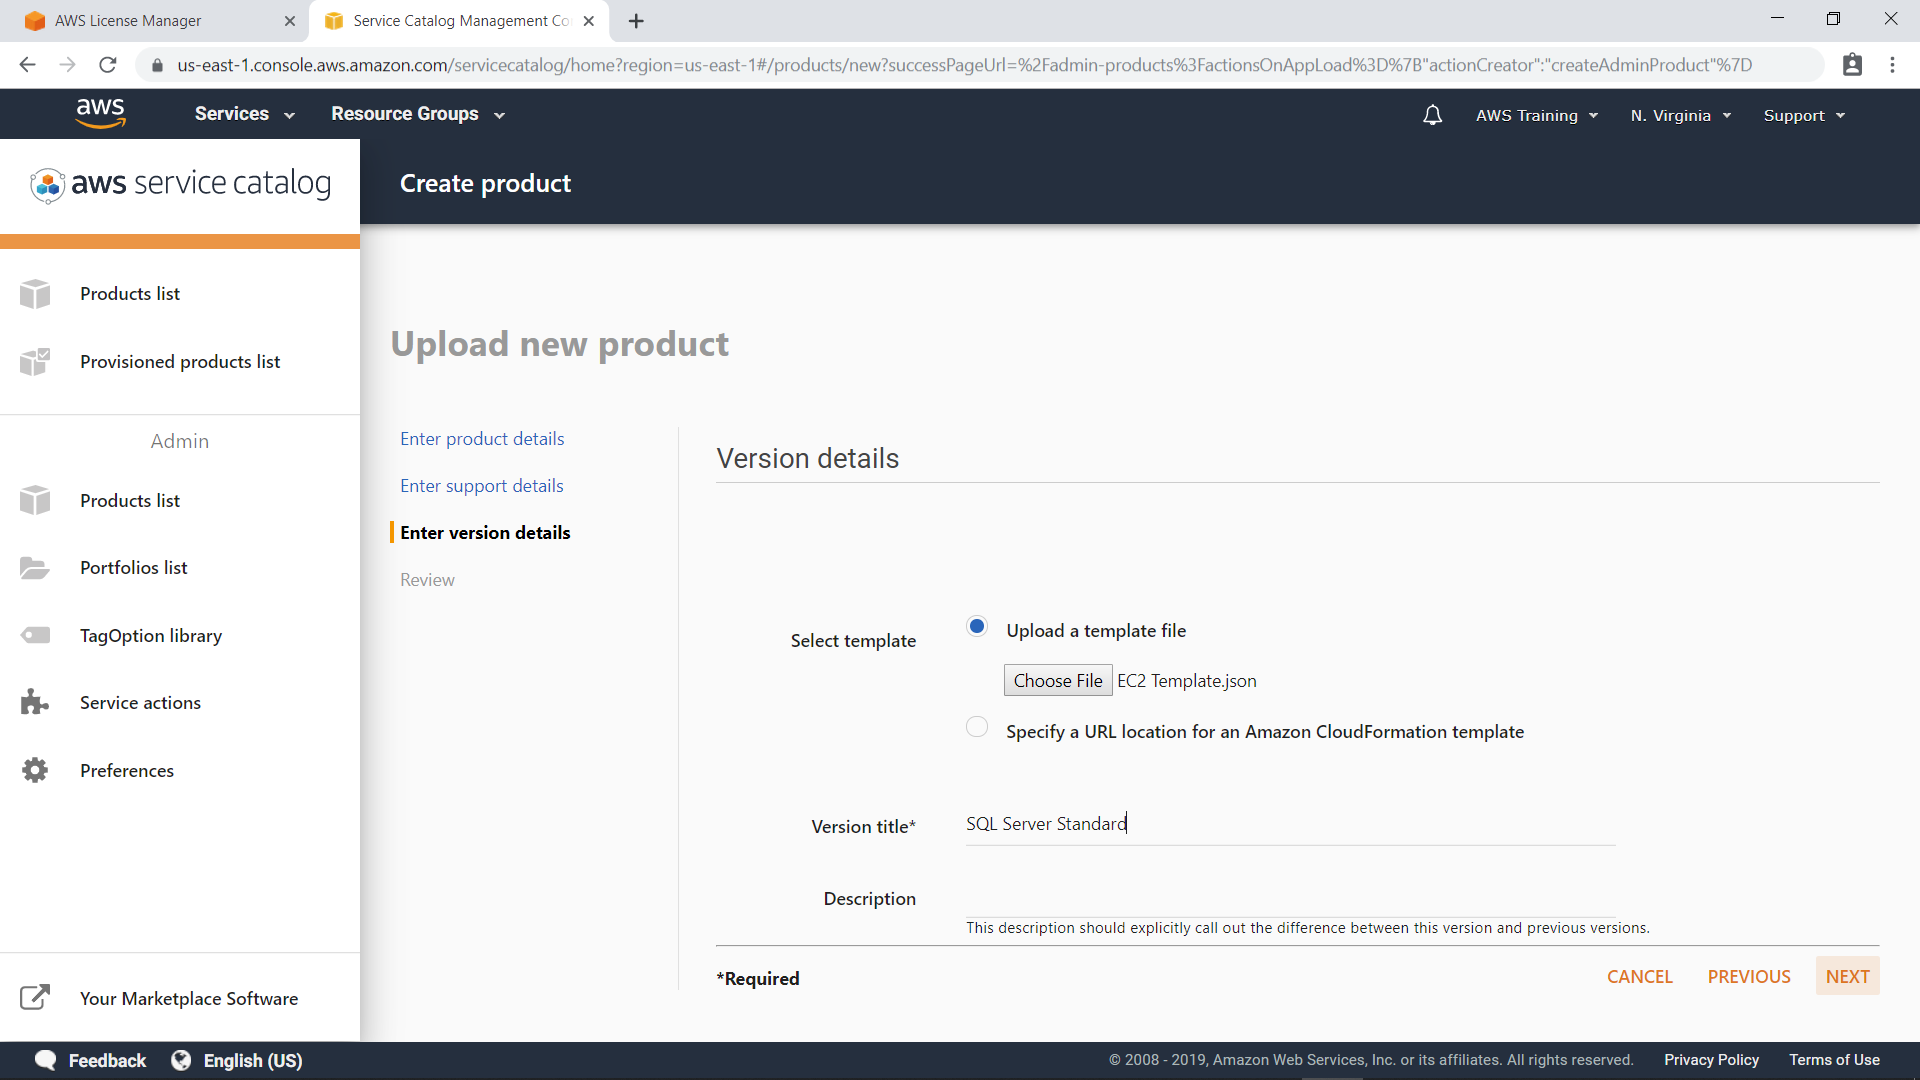 AWS License Manager
Service Catalog Management Co
us-east-1.console.aws.amazon.com/servicecatalog/home?region=us-east-1#/products/new?successPageUrl=%2Fadmin-products%3FactionsOnAppLoad%3D%7B"actionCreator":"createAdminProduct"%7D
aws
Services
Resource Groups
AWS Training
N. Virginia
Support
aws service catalog
Create product
Products list
Provisioned products list
Admin
Products list
Portfolios list
TagOption library
Service actions
Preferences
Your Marketplace Software
Upload new product
Enter product details
Enter support details
Enter version details
Review
Version details
Select template
Upload a template file
Choose File EC2 Template.json
Specify a URL location for an Amazon CloudFormation template
Version title*
SQL Server Standard
Description
This description should explicitly call out the difference between this version and previous versions.
*Required
CANCEL
PREVIOUS
NEXT
Feedback
English (US)
© 2008 - 2019, Amazon Web Services, Inc. or its affiliates. All rights reserved.
Privacy Policy
Terms of Use